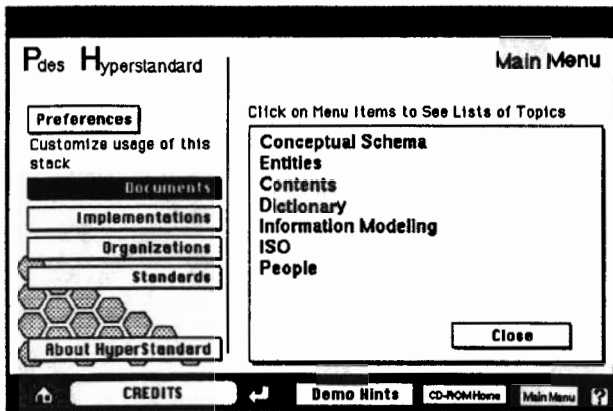 Pdes Hyperstandard
Main Menu
Preferences
Customize usage of this
stack
Documents
Implementations
Organizations
Standards
About HyperStandard
Click on Menu Items to See Lists of Topics
Conceptual Schema
Entities
Contents
Dictionary
Information Modeling
ISO
People
Close
CREDITS
Demo Hints
CD-ROM Home
Main Menu
?